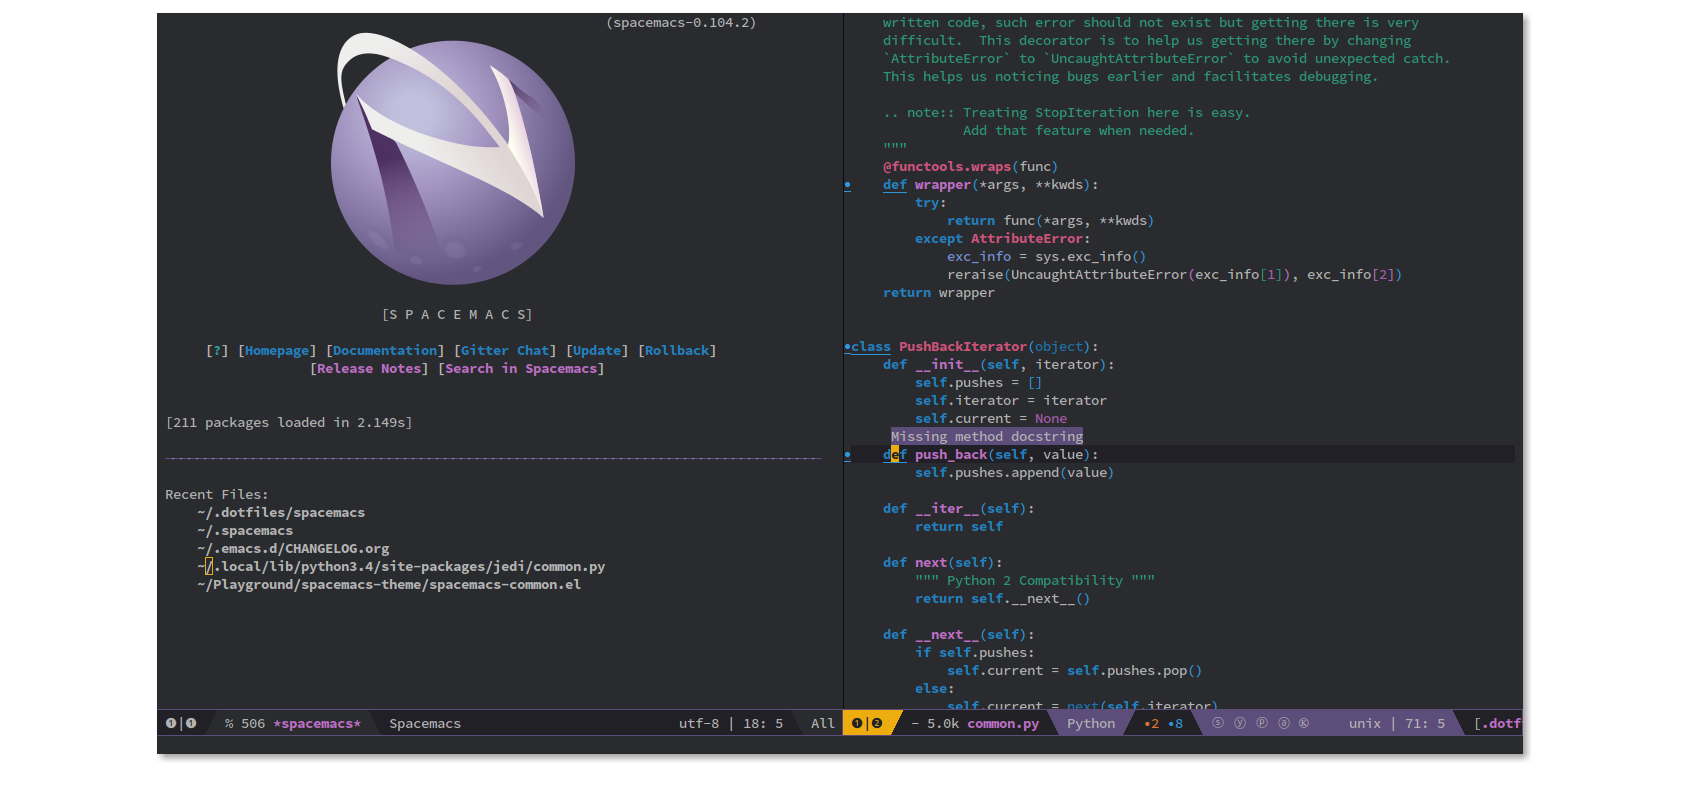 (spacemacs-0.104.2)
[S P A C E M A C S]
[?] [Homepage] [Documentation] [Gitter Chat] [Update] [Rollback]
[Release Notes] [Search in Spacemacs]
[211 packages loaded in 2.149s]
Recent Files:
~/.dotfiles/spacemacs
~/.spacemacs
~/.emacs.d/CHANGELOG.org
~/.local/lib/python3.4/site-packages/jedi/common.py
~/Playground/spacemacs-theme/spacemacs-common.el
❶|❶ % 506 *spacemacs* Spacemacs utf-8 | 18: 5 All
written code, such error should not exist but getting there is very
difficult.  This decorator is to help us getting there by changing
`AttributeError` to `UncaughtAttributeError` to avoid unexpected catch.
This helps us noticing bugs earlier and facilitates debugging.
.. note:: Treating StopIteration here is easy.
Add that feature when needed.
"""
@functools.wraps(func)
def wrapper(*args, **kwds):
try:
return func(*args, **kwds)
except AttributeError:
exc_info = sys.exc_info()
reraise(UncaughtAttributeError(exc_info[1]), exc_info[2])
return wrapper
class PushBackIterator(object):
def __init__(self, iterator):
self.pushes = []
self.iterator = iterator
self.current = None
Missing method docstring
def push_back(self, value):
self.pushes.append(value)
def __iter__(self):
return self
def next(self):
""" Python 2 Compatibility """
return self.__next__()
def __next__(self):
if self.pushes:
self.current = self.pushes.pop()
else:
self.current = next(self.iterator)
❶|❷ - 5.0k common.py Python •2 •8 ⓢ ⓨ ⓟ ⓐ Ⓚ unix | 71: 5 [.dotf